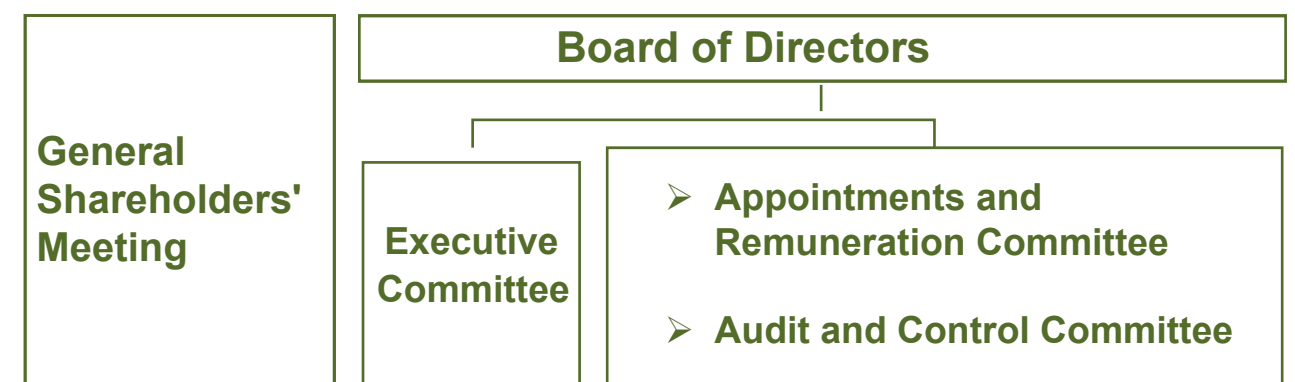 Board of Directors
General
Shareholders'
Meeting
Executive
Committee
➢ Appointments and
Remuneration Committee
➢ Audit and Control Committee